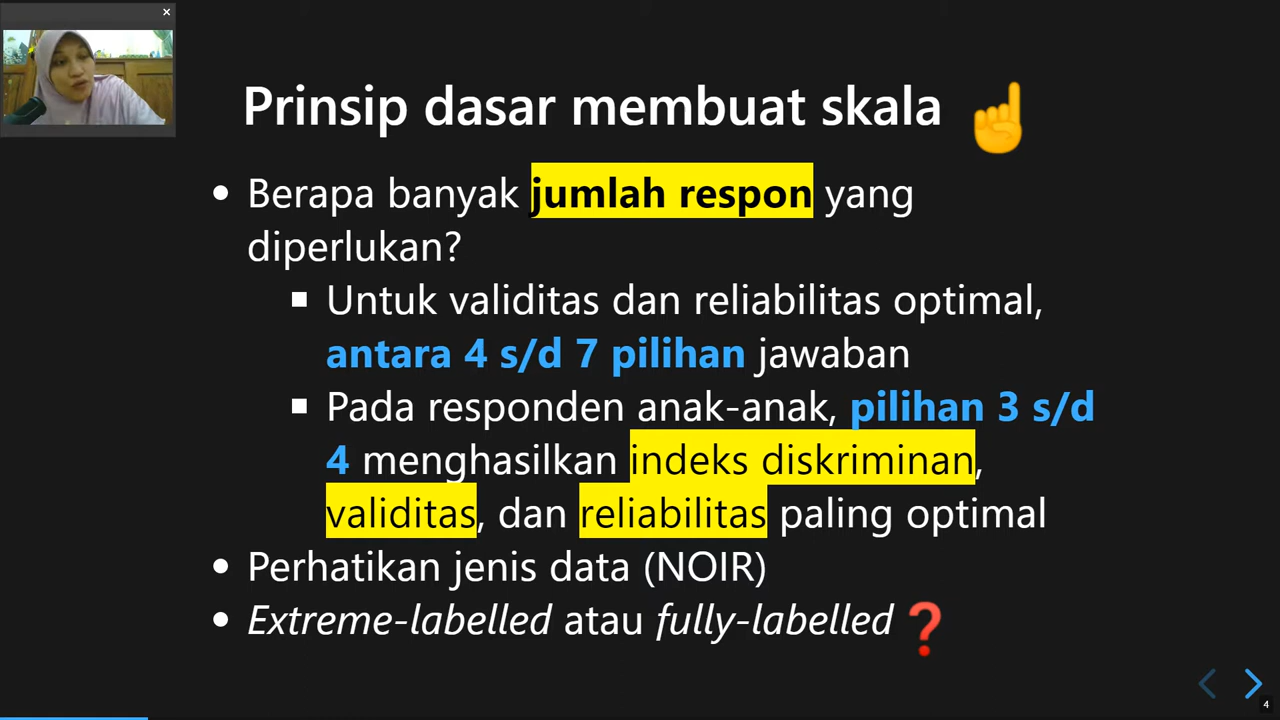 Prinsip dasar membuat skala
• Berapa banyak jumlah respon yang
diperlukan?
▪ Untuk validitas dan reliabilitas optimal,
antara 4 s/d 7 pilihan jawaban
▪ Pada responden anak-anak, pilihan 3 s/d
4 menghasilkan indeks diskriminan,
validitas, dan reliabilitas paling optimal
• Perhatikan jenis data (NOIR)
• Extreme-labelled atau fully-labelled❓
4